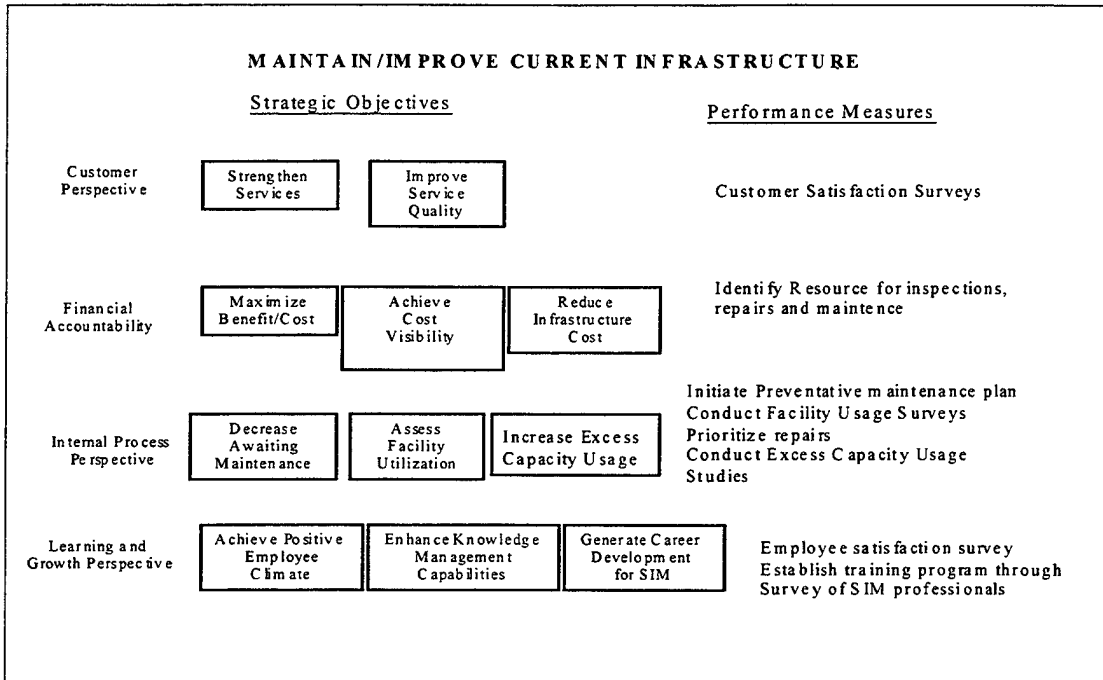 MAINTAIN/IMPROVE CURRENT INFRASTRUCTURE
Strategic Objectives
Performance Measures
Customer
Perspective
Strengthen
Services
Improve
Service
Quality
Customer Satisfaction Surveys
Financial
Accountability
Maximize
Benefit/Cost
Achieve
Cost
Visibility
Reduce
Infrastructure
Cost
Identify Resource for inspections,
repairs and maintence
Internal Process
Perspective
Decrease
Awaiting
Maintenance
Assess
Facility
Utilization
Increase Excess
Capacity Usage
Initiate Preventative maintenance plan
Conduct Facility Usage Surveys
Prioritize repairs
Conduct Excess Capacity Usage
Studies
Learning and
Growth Perspective
Achieve Positive
Employee
Climate
Enhance Knowledge
Management
Capabilities
Generate Career
Development
for SIM
Employee satisfaction survey
Establish training program through
Survey of SIM professionals